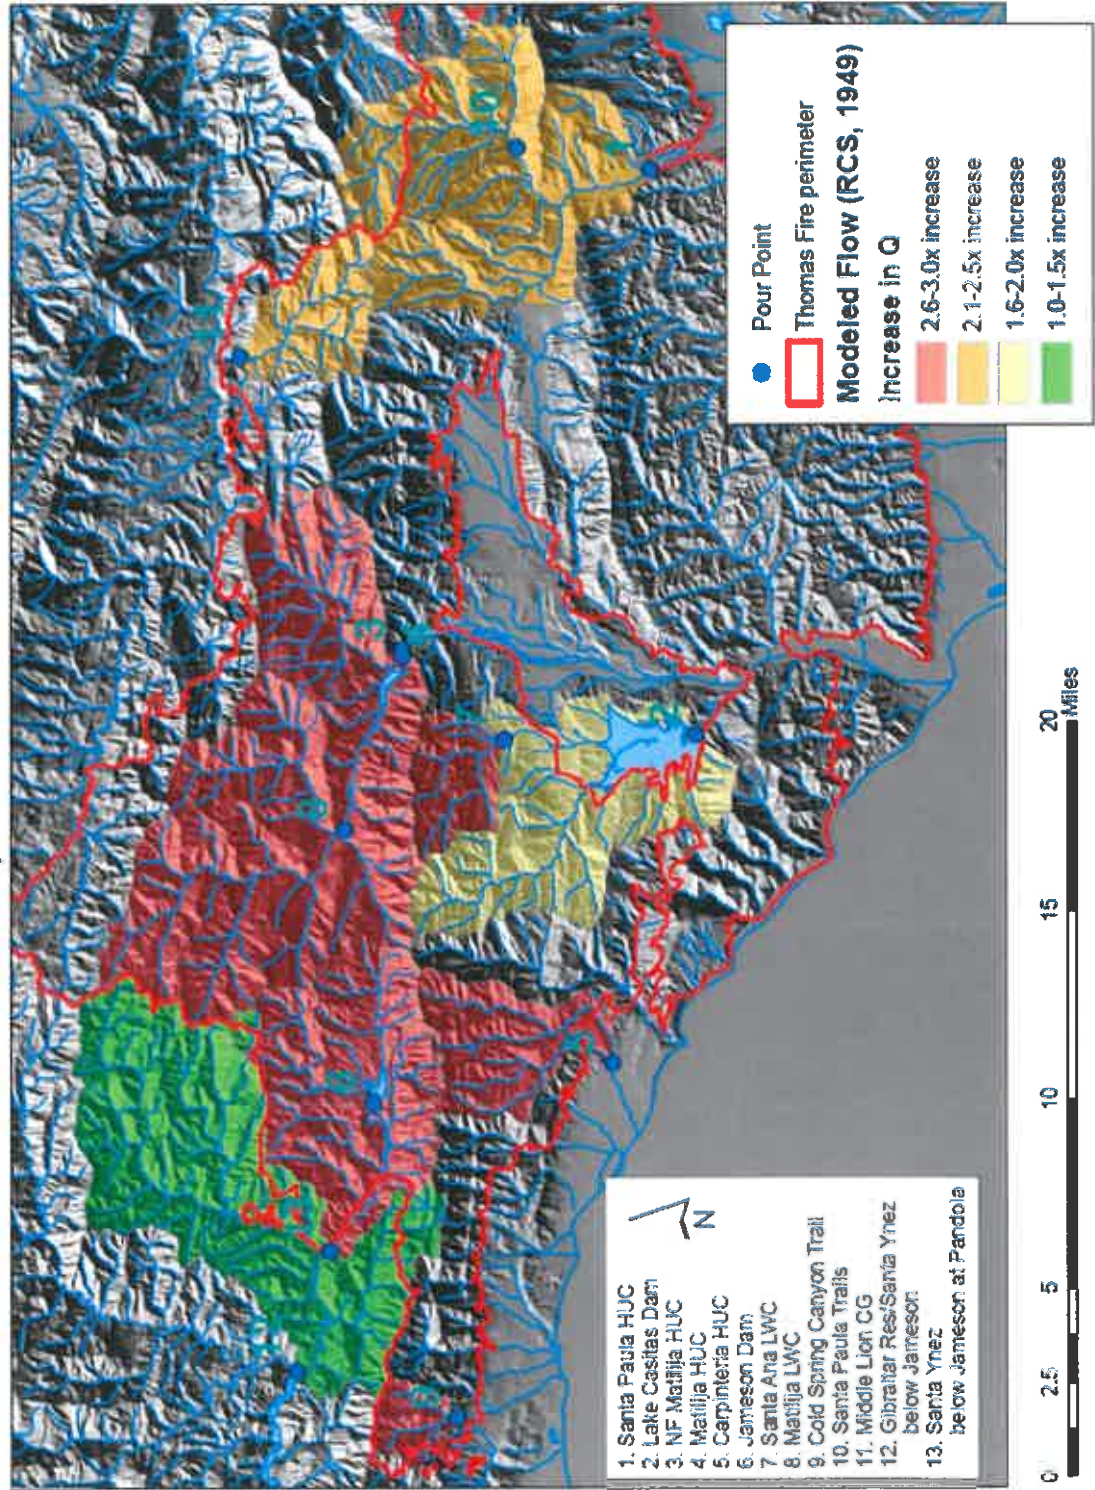 Pour Point
Thomas Fire perimeter
Modeled Flow (RCS, 1949)
Increase in Q
2.6-3.0x increase
2.1-2.5x increase
1.6-2.0x increase
1.0-1.5x increase
1. Santa Paula HUC
2. Lake Casitas Dam
3. NF Matilija HUC
4. Matilija HUC
5. Carpinteria HUC
6. Jameson Dam
7. Santa Ana LWC
8. Matilija LWC
9. Cold Spring Canyon Trail
10. Santa Paula Trails
11. Middle Lion CG
12. Gibraltar Res/Santa Ynez
below Jameson
13. Santa Ynez
below Jameson at Pandola
N
0 2.5 5 10 15 20
Miles